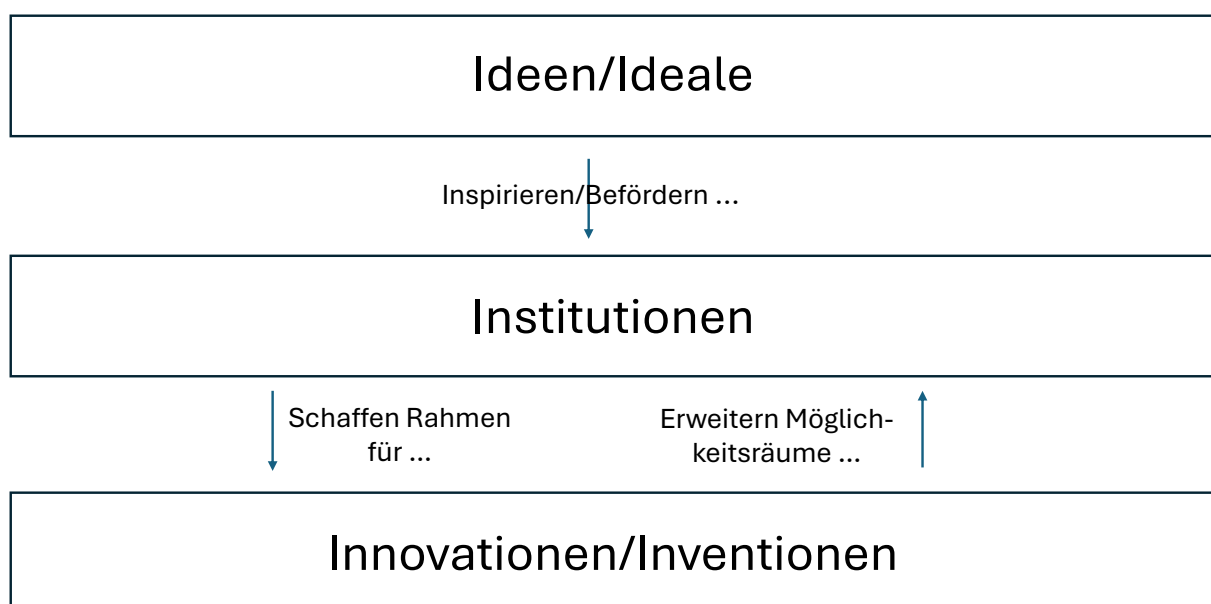 Ideen/Ideale
Inspirieren/Befördern ...
Institutionen
Schaffen Rahmen
für ...
Erweitern Möglich-
keitsräume ...
Innovationen/Inventionen